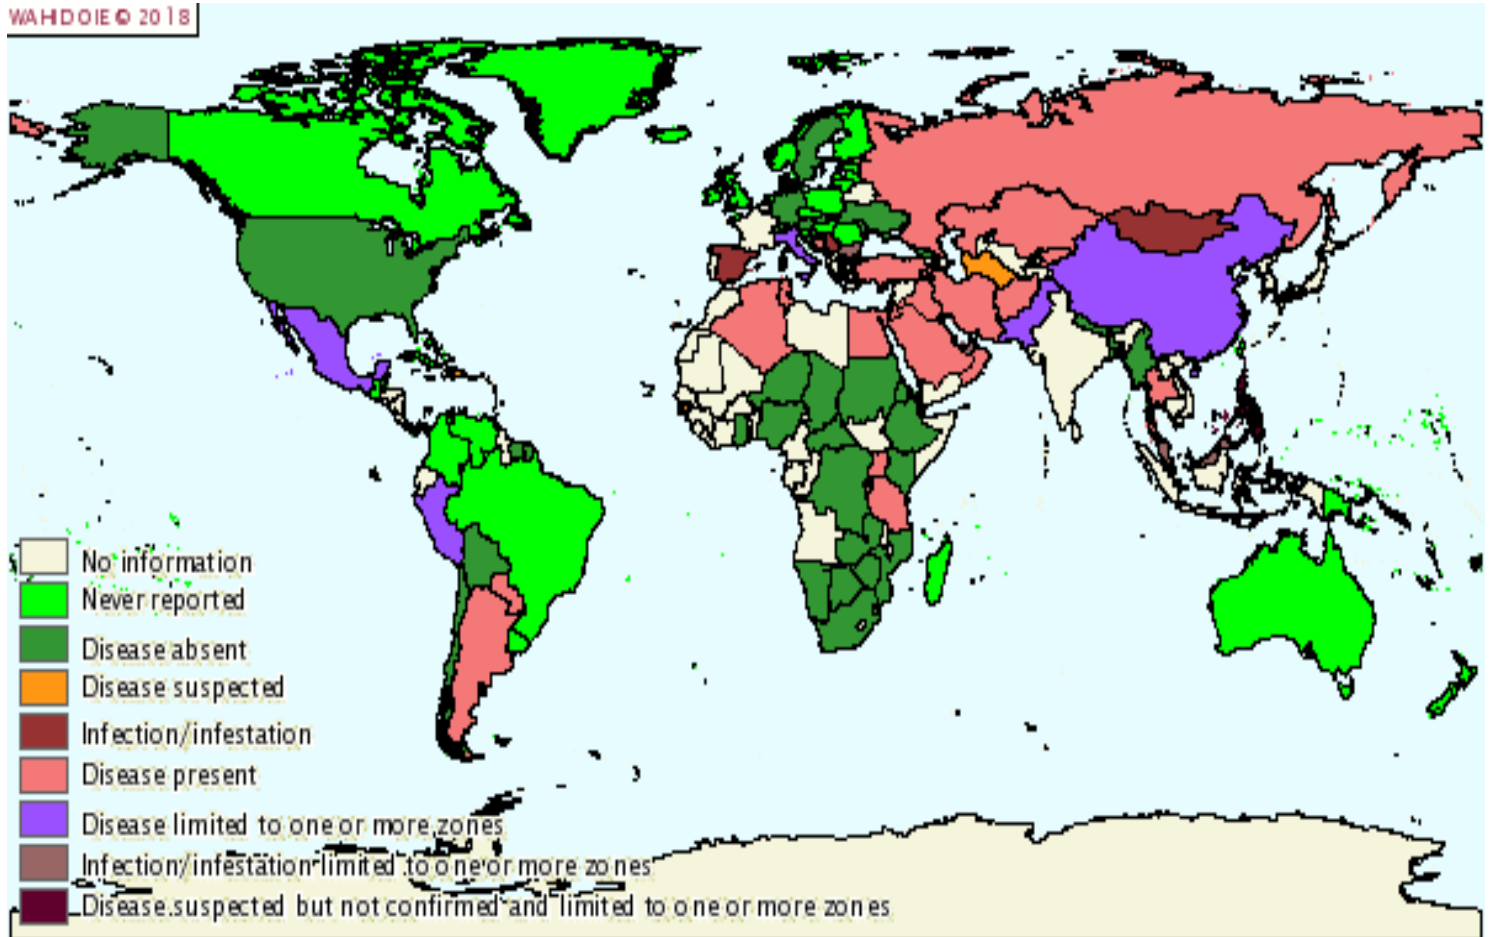 WAHIDOIE © 2018
No information
Never reported
Disease absent
Disease suspected
Infection/infestation
Disease present
Disease limited to one or more zones
Infection/infestation limited to one or more zones
Disease suspected but not confirmed and limited to one or more zones